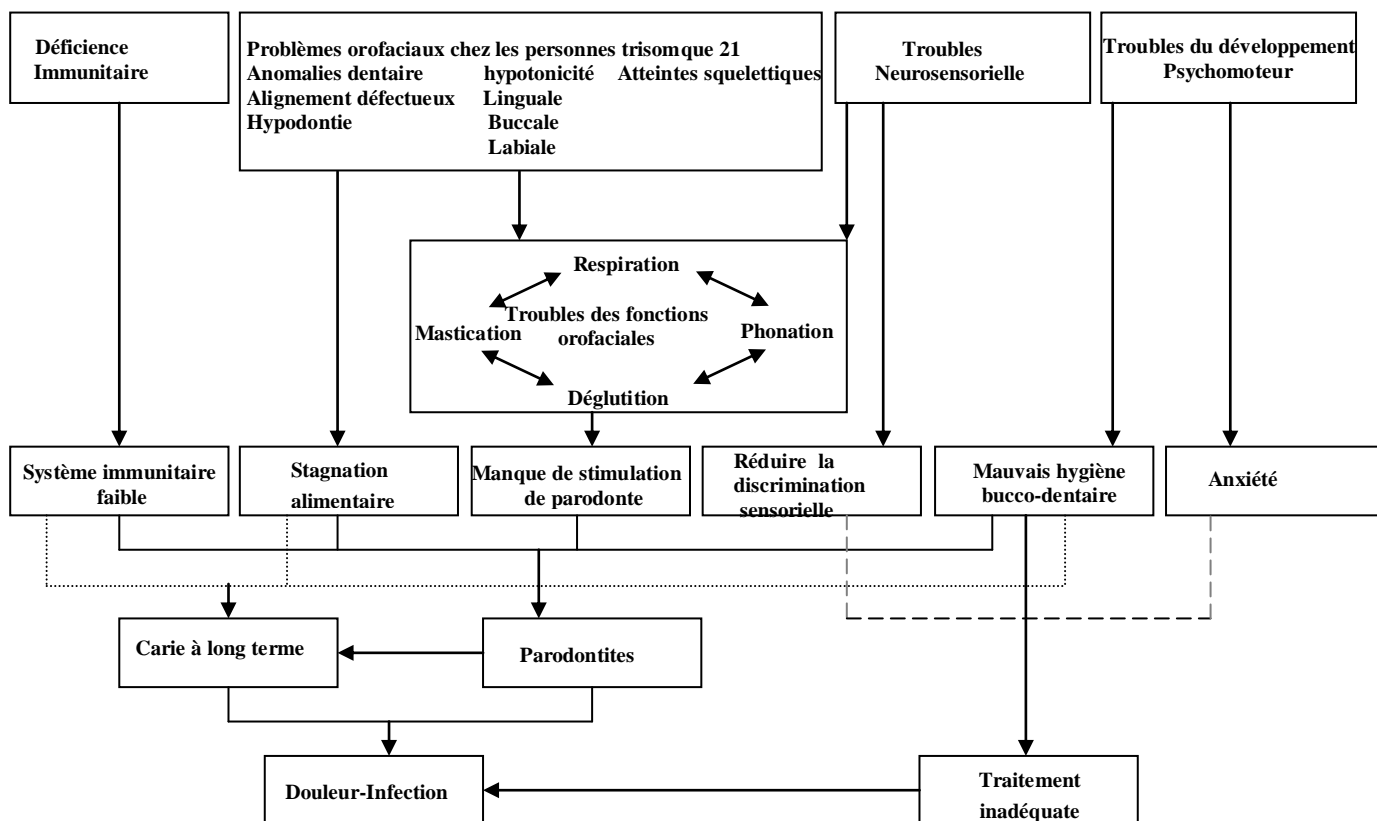 Déficience
Immunitaire
Problèmes orofaciaux chez les personnes trisomque 21
Anomalies dentaire hypotonicité Atteintes squelettiques
Alignement défectueux Linguale
Hypodontie Buccale
Labiale
Troubles
Neurosensorielle
Troubles du développement
Psychomoteur
Respiration
Troubles des fonctions
orofaciales
Mastication
Phonation
Déglutition
Système immunitaire
faible
Stagnation
alimentaire
Manque de stimulation
de parodonte
Réduire la
discrimination
sensorielle
Mauvais hygiène
bucco-dentaire
Anxiété
Carie à long terme
Parodontites
Douleur-Infection
Traitement
inadéquate